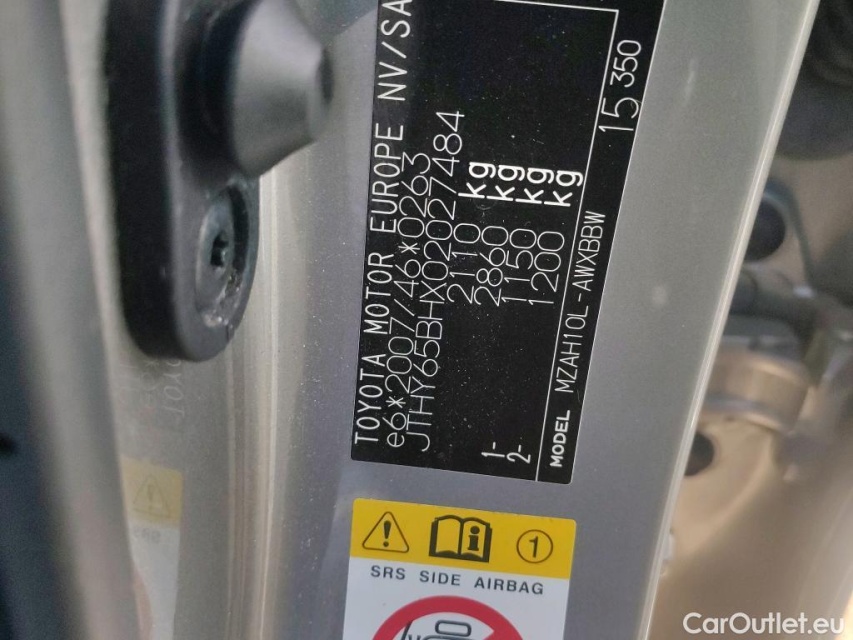 TOYOTA MOTOR EUROPE NV/SA
e6*2007/46*0263
JTHY65BHX02027484
2110 kg
2860 kg
1- 1150 kg
2- 1200 kg
MODEL MZAH10L-AWXBBW
15 350
1
SRS SIDE AIRBAG
CarOutlet.eu